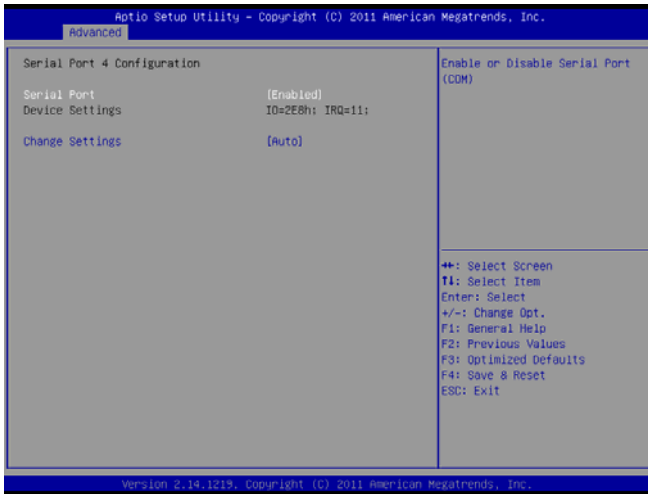 Aptio Setup Utility – Copyright (C) 2011 American Megatrends, Inc.
Advanced
Serial Port 4 Configuration
Serial Port [Enabled]
Device Settings IO=2E8h; IRQ=11;
Change Settings [Auto]
Enable or Disable Serial Port
(COM)
→←: Select Screen
↑↓: Select Item
Enter: Select
+/-: Change Opt.
F1: General Help
F2: Previous Values
F3: Optimized Defaults
F4: Save & Reset
ESC: Exit
Version 2.14.1219. Copyright (C) 2011 American Megatrends, Inc.